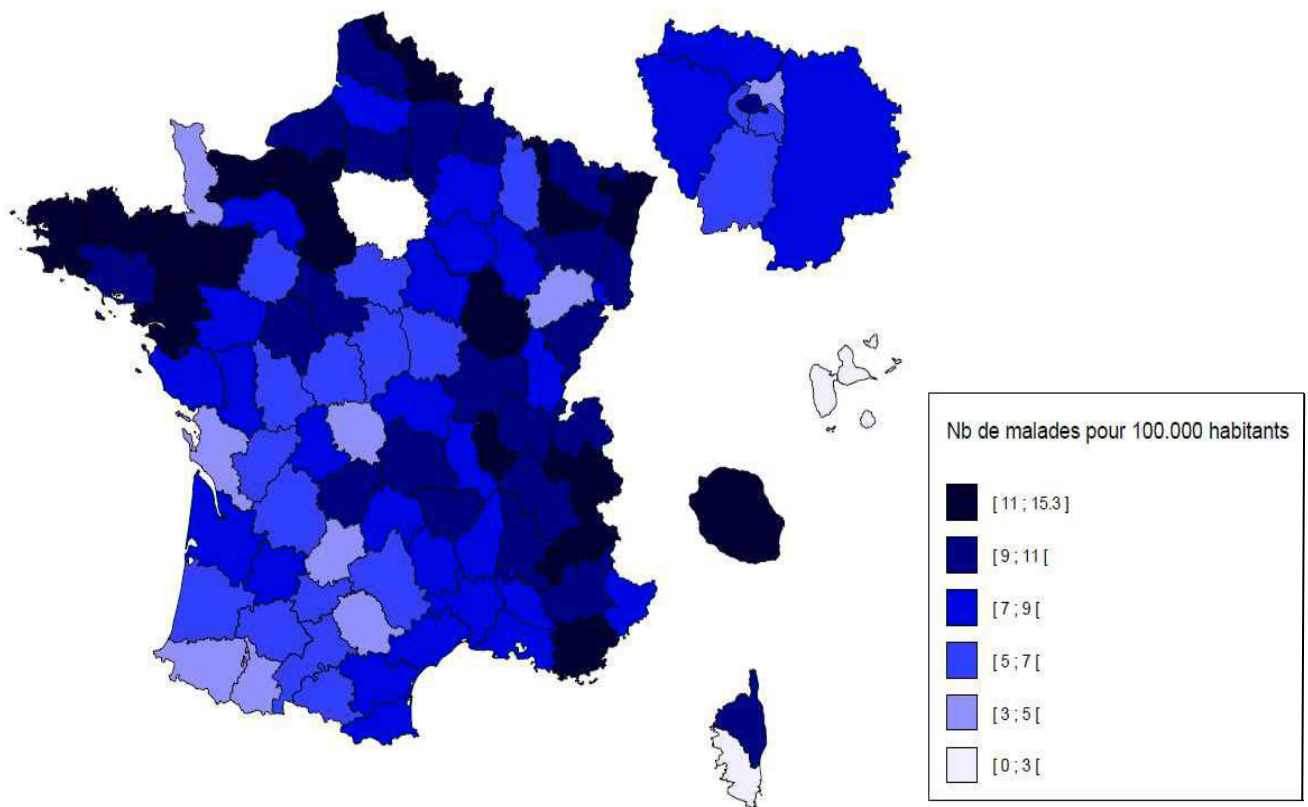 Nb de malades pour 100.000 habitants
[ 11 ; 15.3 ]
[ 9 ; 11 [
[ 7 ; 9 [
[ 5 ; 7 [
[ 3 ; 5 [
[ 0 ; 3 [